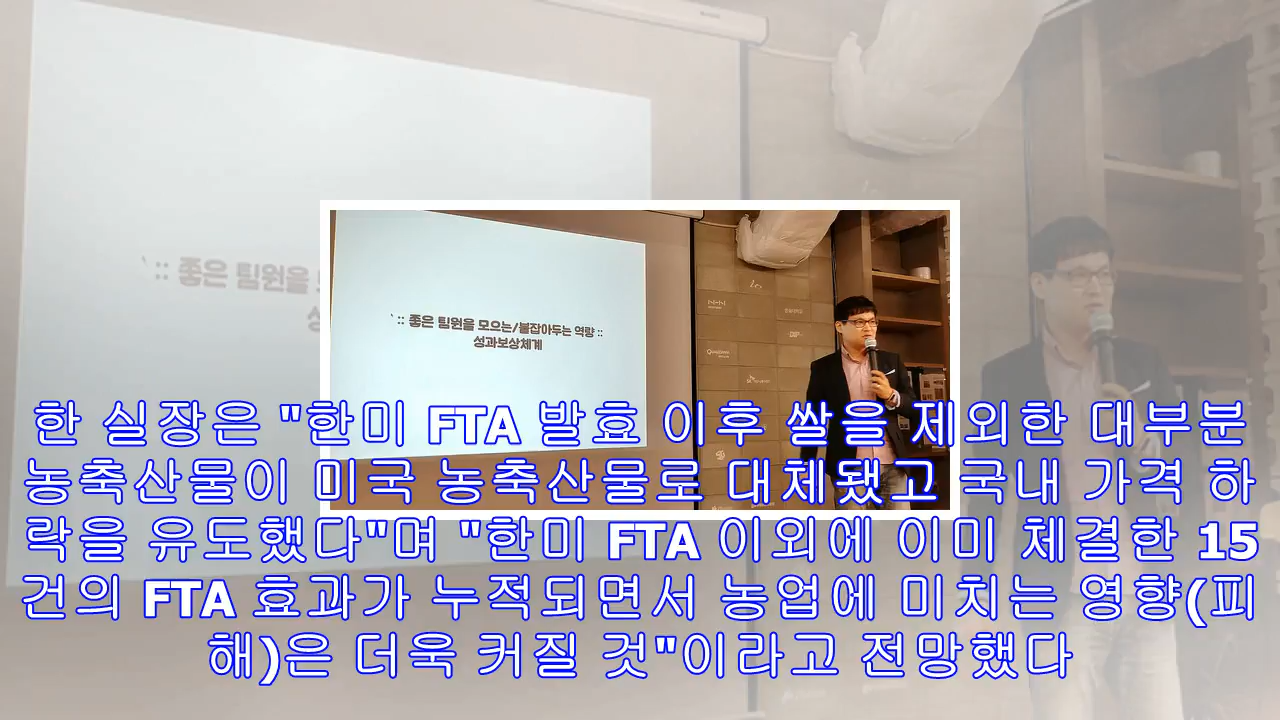 ` :: 좋은 팀원을 모으는/붙잡아두는 역량 ::
성과보상체계
Qualcomm
한 실장은 "한미 FTA 발효 이후 쌀을 제외한 대부분
농축산물이 미국 농축산물로 대체됐고 국내 가격 하
락을 유도했다"며 "한미 FTA 이외에 이미 체결한 15
건의 FTA 효과가 누적되면서 농업에 미치는 영향(피
해)은 더욱 커질 것"이라고 전망했다